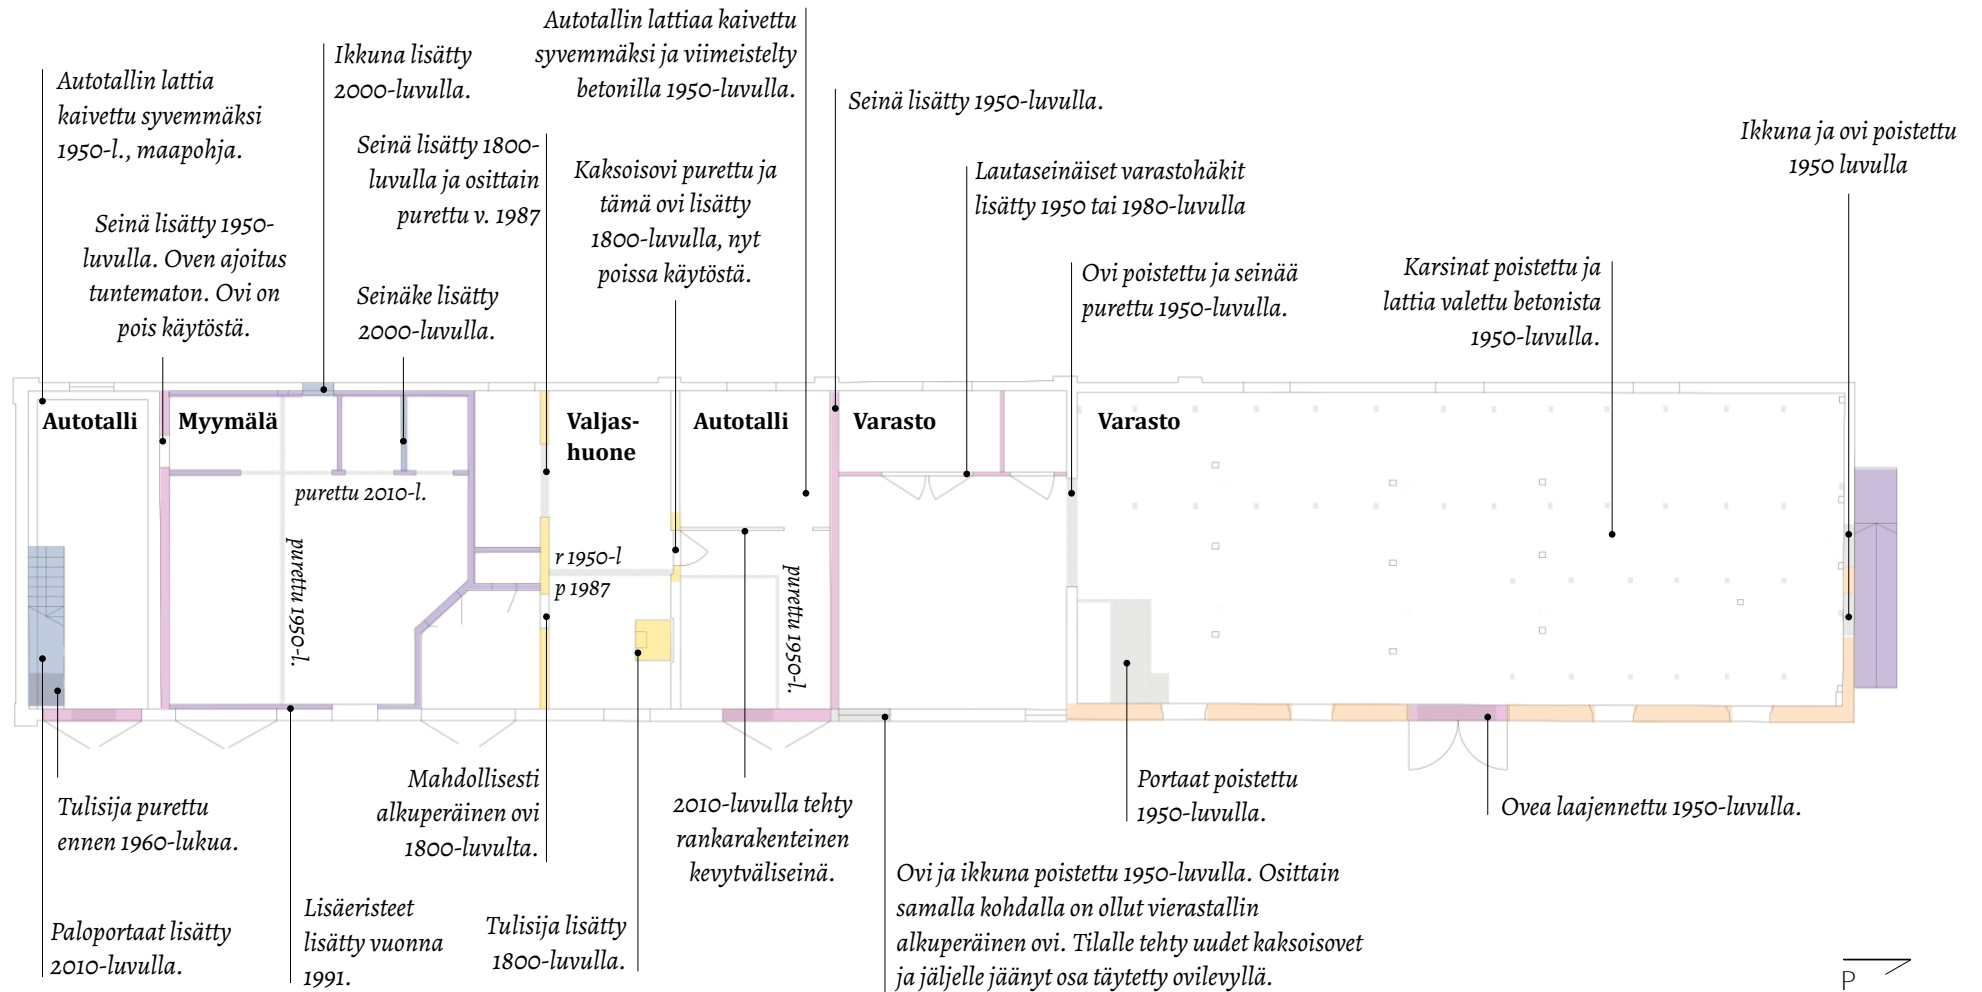 Autotallin lattia
kaivettu syvemmäksi
1950-l., maapohja.
Seinä lisätty 1950-
luvulla. Oven ajoitus
tuntematon. Ovi on
pois käytöstä.
Ikkuna lisätty
2000-luvulla.
Seinä lisätty 1800-
luvulla ja osittain
purettu v. 1987
Seinäke lisätty
2000-luvulla.
Autotallin lattiaa kaivettu
syvemmäksi ja viimeistelty
betonilla 1950-luvulla.
Kaksoisovi purettu ja
tämä ovi lisätty
1800-luvulla, nyt
poissa käytöstä.
Seinä lisätty 1950-luvulla.
Lautaseinäiset varastohäkit
lisätty 1950 tai 1980-luvulla
Ovi poistettu ja seinää
purettu 1950-luvulla.
Karsinat poistettu ja
lattia valettu betonista
1950-luvulla.
Ikkuna ja ovi poistettu
1950 luvulla
Autotalli
Myymälä
Valjas-
huone
Autotalli
Varasto
Varasto
purettu 2010-l.
purettu 1950-l.
r 1950-l
p 1987
purettu 1950-l.
Tulisija purettu
ennen 1960-lukua.
Paloportaat lisätty
2010-luvulla.
Lisäeristeet
lisätty vuonna
1991.
Mahdollisesti
alkuperäinen ovi
1800-luvulta.
Tulisija lisätty
1800-luvulla.
2010-luvulla tehty
rankarakenteinen
kevytväliseinä.
Ovi ja ikkuna poistettu 1950-luvulla. Osittain
samalla kohdalla on ollut vierastallin
alkuperäinen ovi. Tilalle tehty uudet kaksoisovet
ja jäljelle jäänyt osa täytetty ovilevyllä.
Portaat poistettu
1950-luvulla.
Ovea laajennettu 1950-luvulla.
P